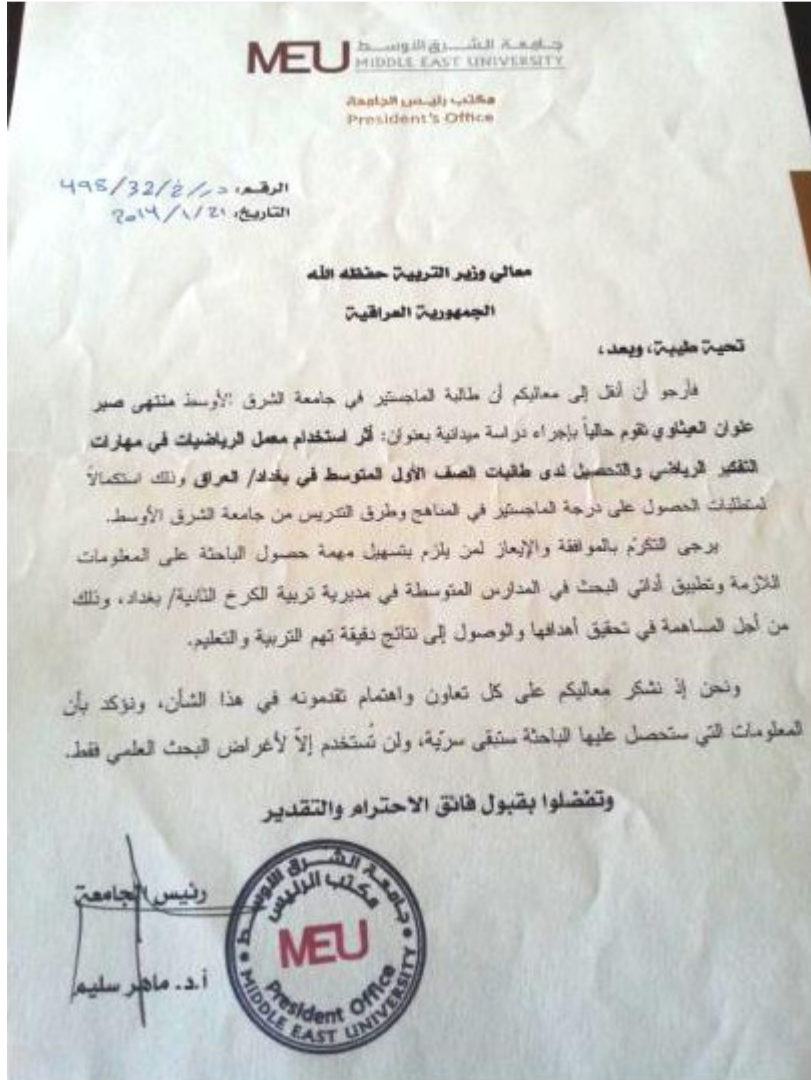 MEU جامعة الشرق الأوسط
MIDDLE EAST UNIVERSITY
مكتب رئيس الجامعة
President's Office
الرقم: د ر/خ/32/498
التاريخ: 21/1/2014
معالي وزير التربية حفظه الله
الجمهورية العراقية
تحية طيبة، وبعد،
فأرجو أن أنقل إلى معاليكم أن طالبة الماجستير في جامعة الشرق الأوسط منتهى صبر
علوان العيثاوي تقوم حالياً بإجراء دراسة ميدانية بعنوان: أثر استخدام معمل الرياضيات في مهارات
التفكير الرياضي والتحصيل لدى طالبات الصف الأول المتوسط في بغداد/ العراق وذلك استكمالاً
لمتطلبات الحصول على درجة الماجستير في المناهج وطرق التدريس من جامعة الشرق الأوسط.
يرجى التكرّم بالموافقة والإيعاز لمن يلزم بتسهيل مهمة حصول الباحثة على المعلومات
اللازمة وتطبيق أداتي البحث في المدارس المتوسطة في مديرية تربية الكرخ الثانية/ بغداد، وذلك
من أجل المساهمة في تحقيق أهدافها والوصول إلى نتائج دقيقة تهم التربية والتعليم.
ونحن إذ نشكر معاليكم على كل تعاون واهتمام تقدمونه في هذا الشأن، ونؤكد بأن
المعلومات التي ستحصل عليها الباحثة ستبقى سرّية، ولن تُستخدم إلاّ لأغراض البحث العلمي فقط.
وتفضلوا بقبول فائق الاحترام والتقدير
رئيس الجامعة
أ.د. ماهر سليم
جامعة الشرق الأوسط
مكتب الرئيس
MEU
President Office
MIDDLE EAST UNIVERSITY